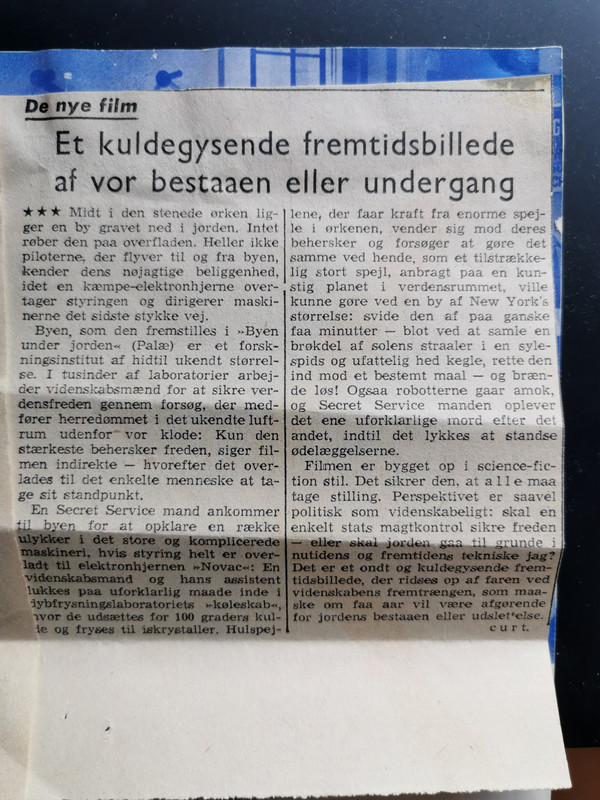 De nye film
Et kuldegysende fremtidsbillede
af vor bestaaen eller undergang
★★★ Midt i den stenede ørken lig-
ger en by gravet ned i jorden. Intet
røber den paa overfladen. Heller ikke
piloterne, der flyver til og fra byen,
kender dens nøjagtige beliggenhed,
idet en kæmpe-elektronhjerne over-
tager styringen og dirigerer maski-
nerne det sidste stykke vej.
Byen, som den fremstilles i »Byen
under jorden« (Palæ) er et forsk-
ningsinstitut af hidtil ukendt størrel-
se. I tusinder af laboratorier arbej-
der videnskabsmænd for at sikre ver-
densfreden gennem forsøg, der med-
fører herredømmet i det ukendte luft-
rum udenfor vor klode: Kun den
stærkeste behersker freden, siger fil-
men indirekte — hvorefter det over-
lades til det enkelte menneske at ta-
ge sit standpunkt.
En Secret Service mand ankommer
til byen for at opklare en række
ulykker i det store og komplicerede
maskineri, hvis styring helt er over-
ladt til elektronhjernen »Novac«: En
videnskabsmand og hans assistent
lukkes paa uforklarlig maade inde i
dybfrysningslaboratoriets »køleskab«,
hvor de udsættes for 100 graders kul-
de og fryses til iskrystaller. Hulspej-
lene, der faar kraft fra enorme spej-
le i ørkenen, vender sig mod deres
behersker og forsøger at gøre det
samme ved hende, som et tilstrække-
lig stort spejl, anbragt paa en kun-
stig planet i verdensrummet, ville
kunne gøre ved en by af New York's
størrelse: svide den af paa ganske
faa minutter — blot ved at samle en
brøkdel af solens straaler i en syle-
spids og ufattelig hed kegle, rette den
ind mod et bestemt maal — og bræn-
de løs! Ogsaa robotterne gaar amok,
og Secret Service manden oplever
det ene uforklarlige mord efter det
andet, indtil det lykkes at standse
ødelæggelserne.
Filmen er bygget op i science-fic-
tion stil. Det sikrer den, at alle maa
tage stilling. Perspektivet er saavel
politisk som videnskabeligt: skal en
enkelt stats magtkontrol sikre freden
— eller skal jorden gaa til grunde i
nutidens og fremtidens tekniske jag?
Det er et ondt og kuldegysende frem-
tidsbillede, der ridses op af faren ved
videnskabens fremtrængen, som maa-
ske om faa aar vil være afgørende
for jordens bestaaen eller udslettelse.
curt.